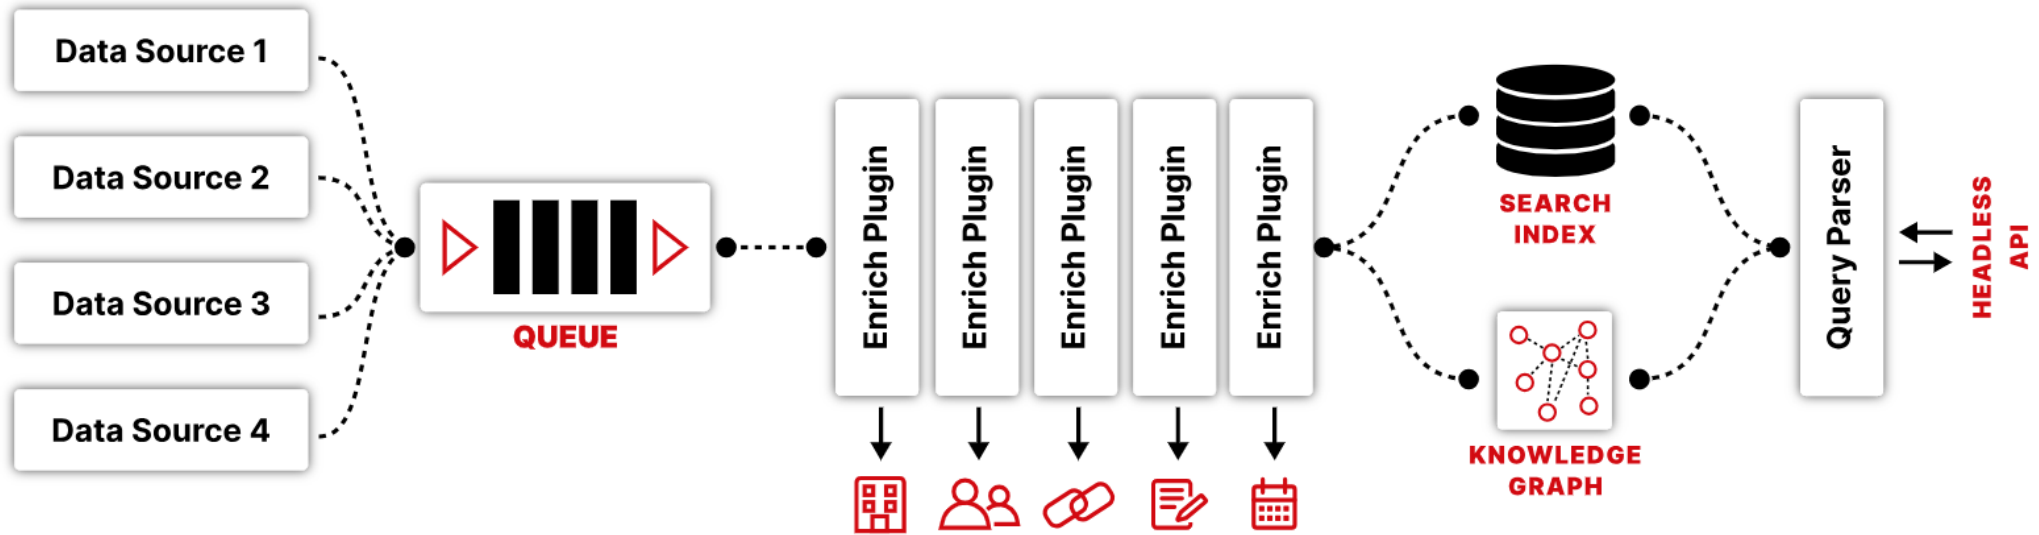 Data Source 1
Data Source 2
Data Source 3
Data Source 4
QUEUE
Enrich Plugin
Enrich Plugin
Enrich Plugin
Enrich Plugin
Enrich Plugin
SEARCH
INDEX
KNOWLEDGE
GRAPH
Query Parser
HEADLESS
API